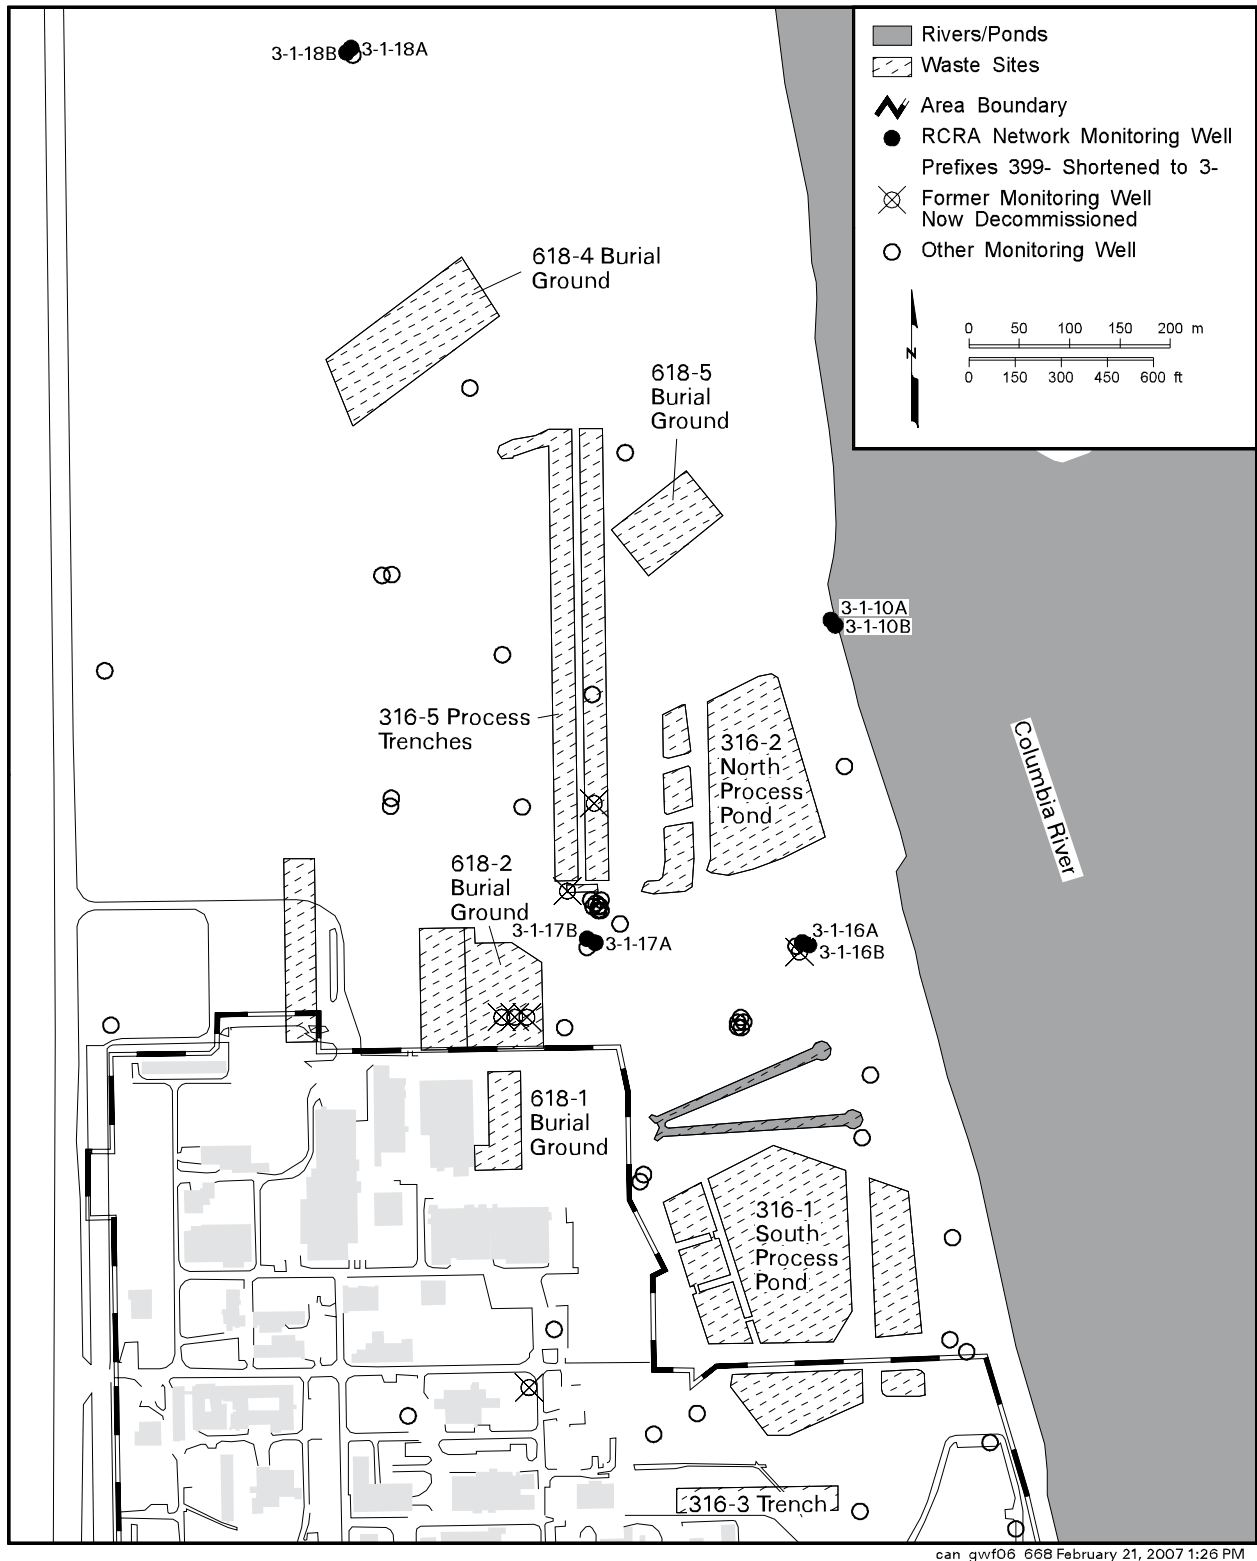 3-1-18B
3-1-18A
Rivers/Ponds
Waste Sites
Area Boundary
RCRA Network Monitoring Well
Prefixes 399- Shortened to 3-
Former Monitoring Well
Now Decommissioned
Other Monitoring Well
N
0 50 100 150 200 m
0 150 300 450 600 ft
618-4 Burial
Ground
618-5
Burial
Ground
3-1-10A
3-1-10B
316-5 Process
Trenches
316-2
North
Process
Pond
Columbia River
618-2
Burial
Ground
3-1-17B
3-1-17A
3-1-16A
3-1-16B
618-1
Burial
Ground
316-1
South
Process
Pond
316-3 Trench
can_gwf06_668 February 21, 2007 1:26 PM